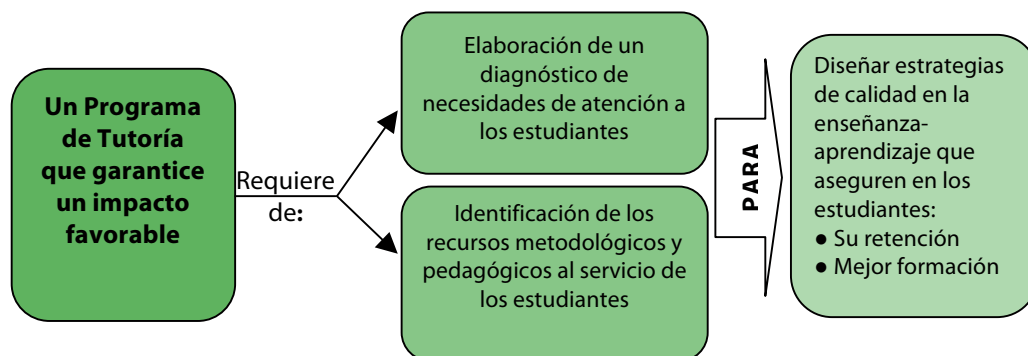 Un Programa
de Tutoría
que garantice
un impacto
favorable
Requiere
de:
Elaboración de un
diagnóstico de
necesidades de atención a
los estudiantes
Identificación de los
recursos metodológicos y
pedagógicos al servicio de
los estudiantes
PARA
Diseñar estrategias
de calidad en la
enseñanza-
aprendizaje que
aseguren en los
estudiantes:
● Su retención
● Mejor formación